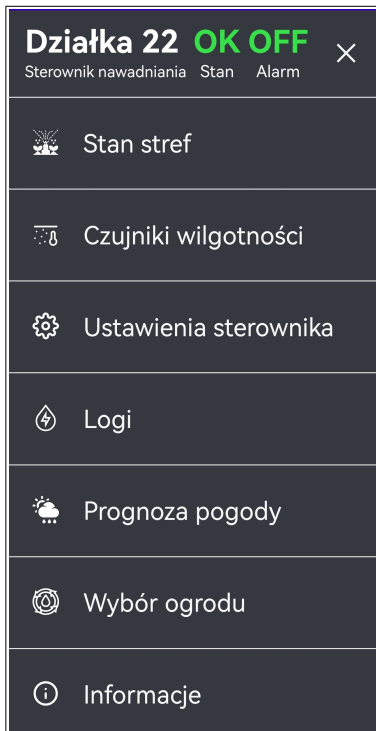 Działka 22 OK OFF
Sterownik nawadniania Stan Alarm
Stan stref
Czujniki wilgotności
Ustawienia sterownika
Logi
Prognoza pogody
Wybór ogrodu
Informacje